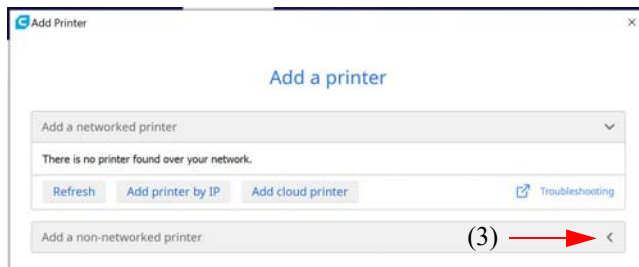 Add Printer
Add a printer
Add a networked printer
There is no printer found over your network.
Refresh Add printer by IP Add cloud printer Troubleshooting
Add a non-networked printer (3)